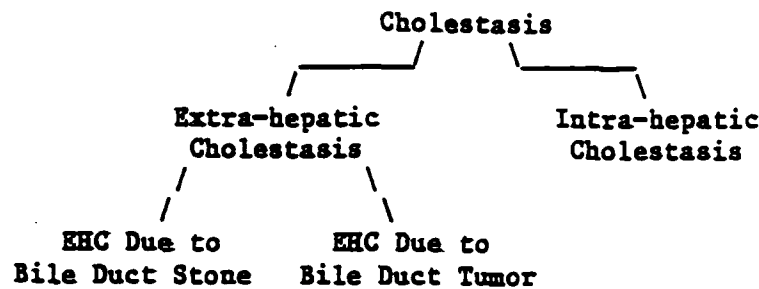 Cholestasis
Extra-hepatic Intra-hepatic
Cholestasis Cholestasis
EHC Due to EHC Due to
Bile Duct Stone Bile Duct Tumor